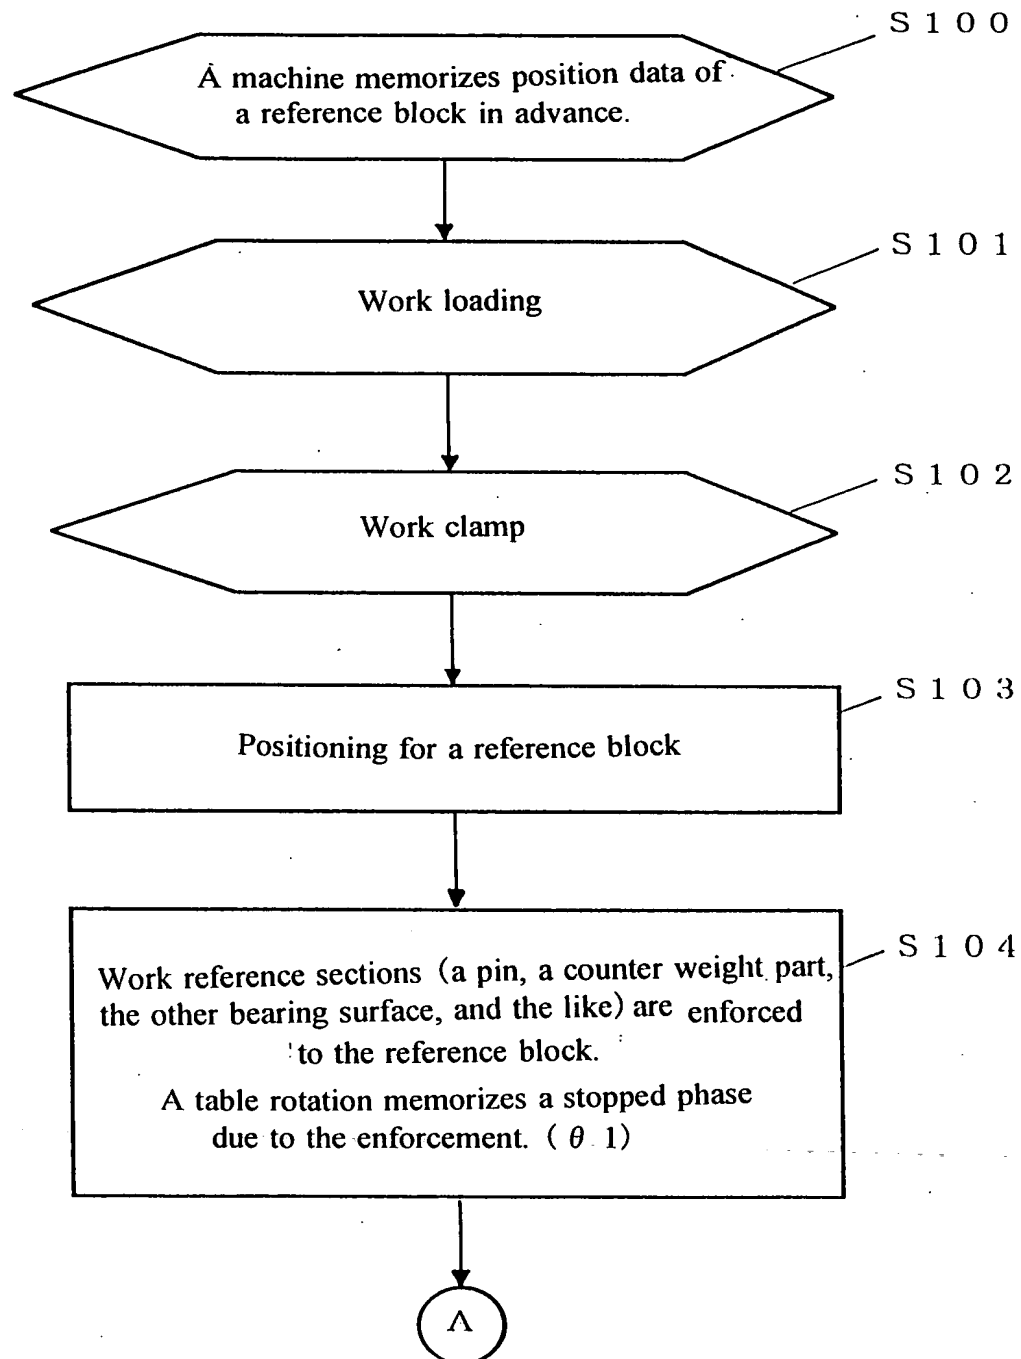 S100
A machine memorizes position data of
a reference block in advance.
S101
Work loading
S102
Work clamp
S103
Positioning for a reference block
S104
Work reference sections (a pin, a counter weight part,
the other bearing surface, and the like) are enforced
to the reference block.
A table rotation memorizes a stopped phase
due to the enforcement. (θ 1)
A